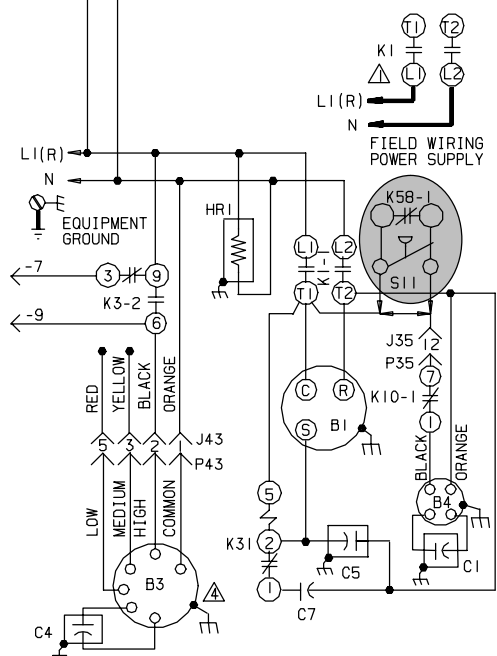 T1 T2
K1
1
L1 L2
L1(R)
N
FIELD WIRING
POWER SUPPLY
L1(R)
N
EQUIPMENT
GROUND
HR1
K58-1
S11
L1 L2
K1-1
T1 T2
-7
3 9
K3-2
-9
6
J35 12
P35
7
K10-1
1
RED
YELLOW
BLACK
ORANGE
C R
S
B1
J43
5 3 2 1
P43
BLACK
ORANGE
LOW
MEDIUM
HIGH
COMMON
5
K31 2
1
C5
C7
B4
C1
B3
4
C4